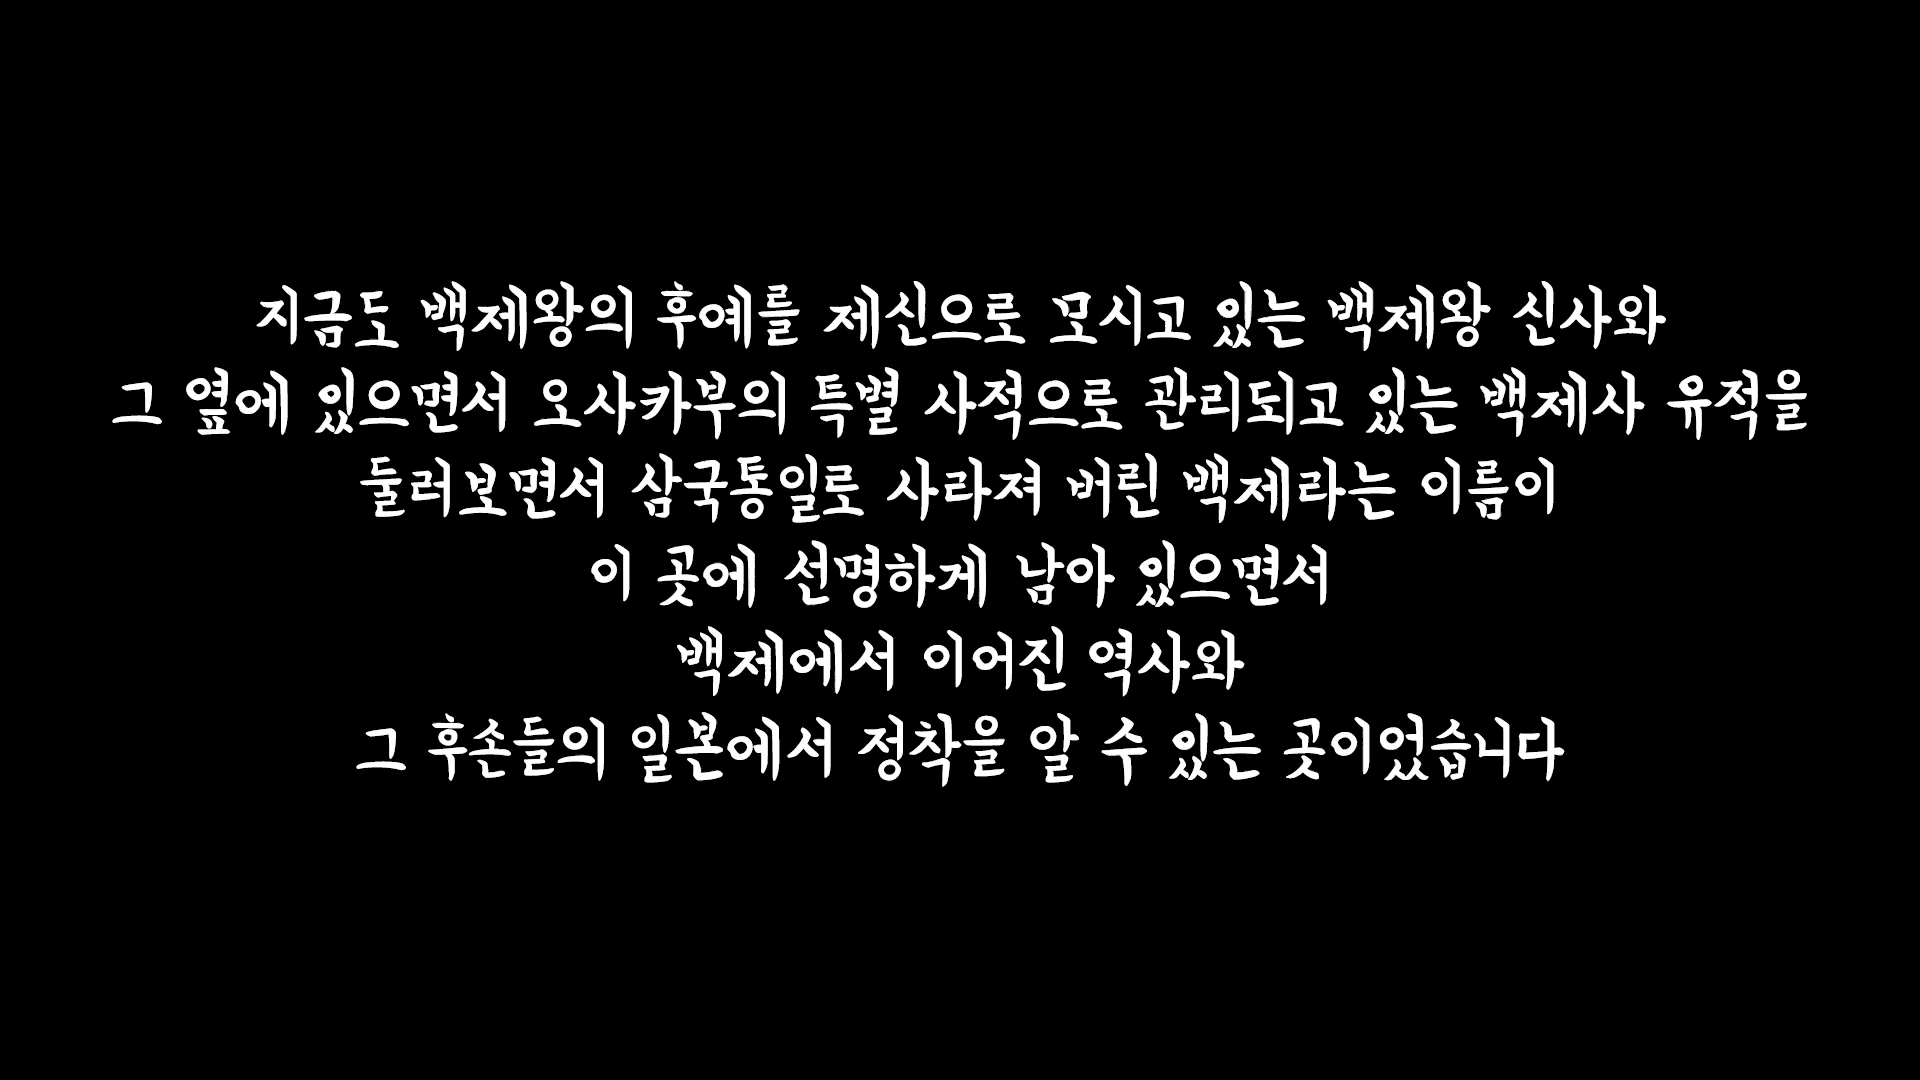 지금도 백제왕의 후예를 제신으로 모시고 있는 백제왕 신사와
그 옆에 있으면서 오사카부의 특별 사적으로 관리되고 있는 백제사 유적을
둘러보면서 삼국통일로 사라져 버린 백제라는 이름이
이 곳에 선명하게 남아 있으면서
백제에서 이어진 역사와
그 후손들의 일본에서 정착을 알 수 있는 곳이었습니다